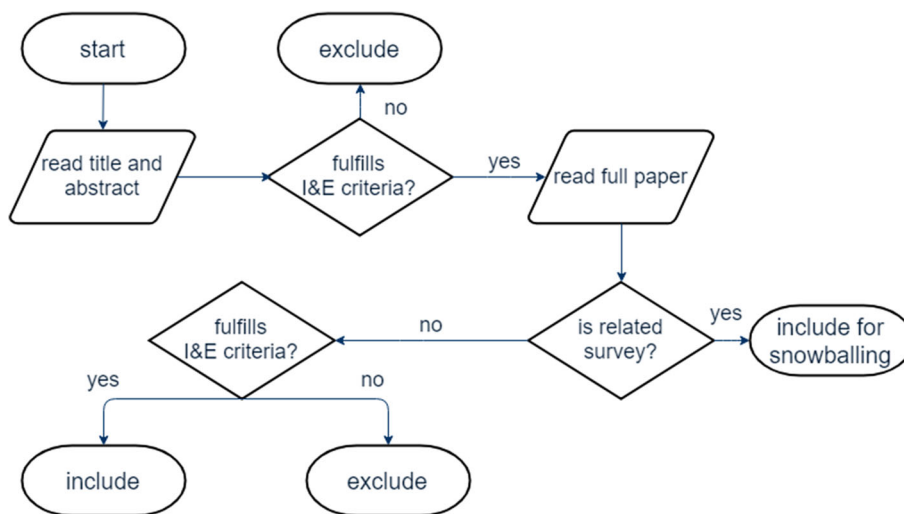 start
exclude
no
read title and
abstract
fulfills
I&E criteria?
yes
read full paper
fulfills
I&E criteria?
no
is related
survey?
yes
include for
snowballing
yes
no
include
exclude